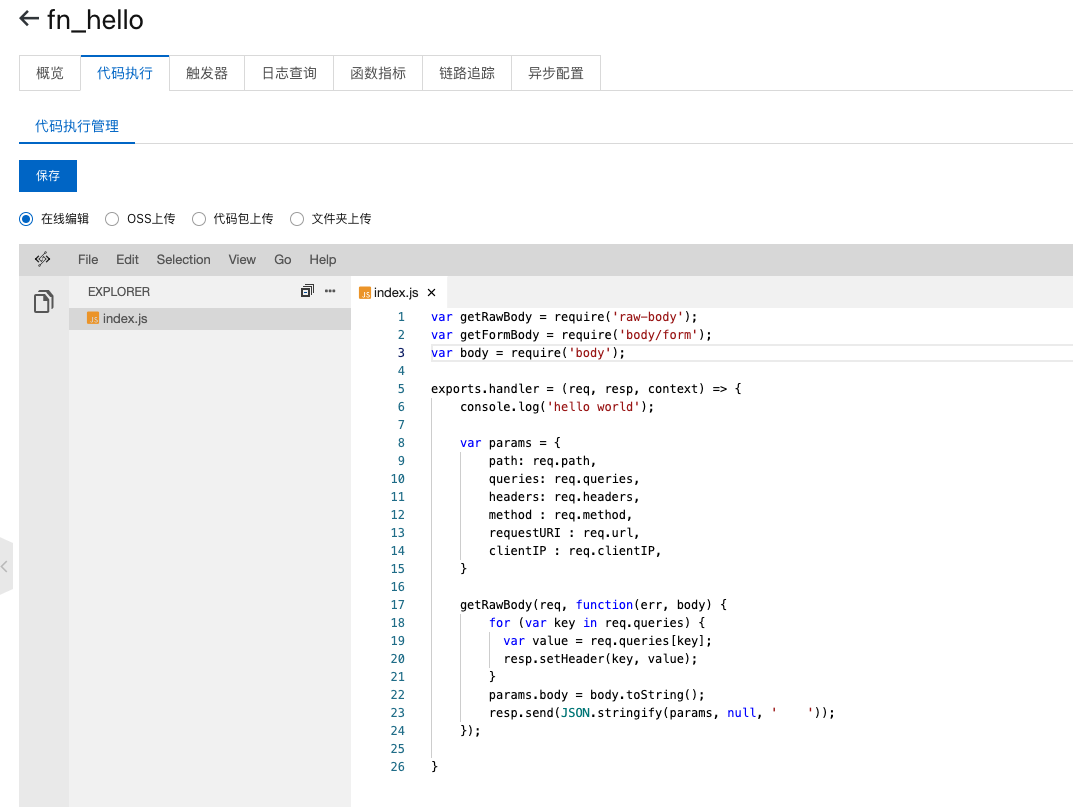 fn_hello
概览 代码执行 触发器 日志查询 函数指标 链路追踪 异步配置
代码执行管理
保存
在线编辑 OSS上传 代码包上传 文件夹上传
File Edit Selection View Go Help
EXPLORER
JS index.js
JS index.js
1 var getRawBody = require('raw-body');
2 var getFormBody = require('body/form');
3 var body = require('body');
4
5 exports.handler = (req, resp, context) => {
6     console.log('hello world');
7
8     var params = {
9         path: req.path,
10         queries: req.queries,
11         headers: req.headers,
12         method : req.method,
13         requestURI : req.url,
14         clientIP : req.clientIP,
15     }
16
17     getRawBody(req, function(err, body) {
18         for (var key in req.queries) {
19           var value = req.queries[key];
20           resp.setHeader(key, value);
21         }
22         params.body = body.toString();
23         resp.send(JSON.stringify(params, null, '    '));
24     });
25
26 }